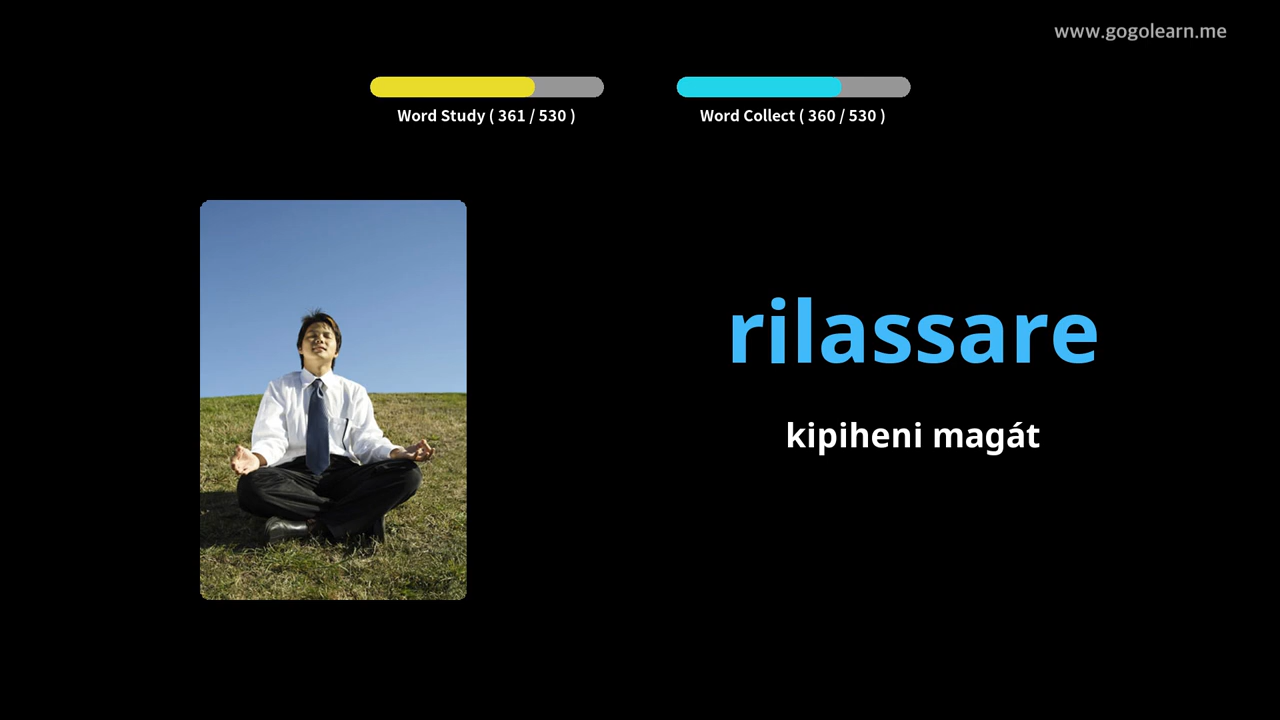 www.gogolearn.me
Word Study ( 361 / 530 )
Word Collect ( 360 / 530 )
rilassare
kipiheni magát